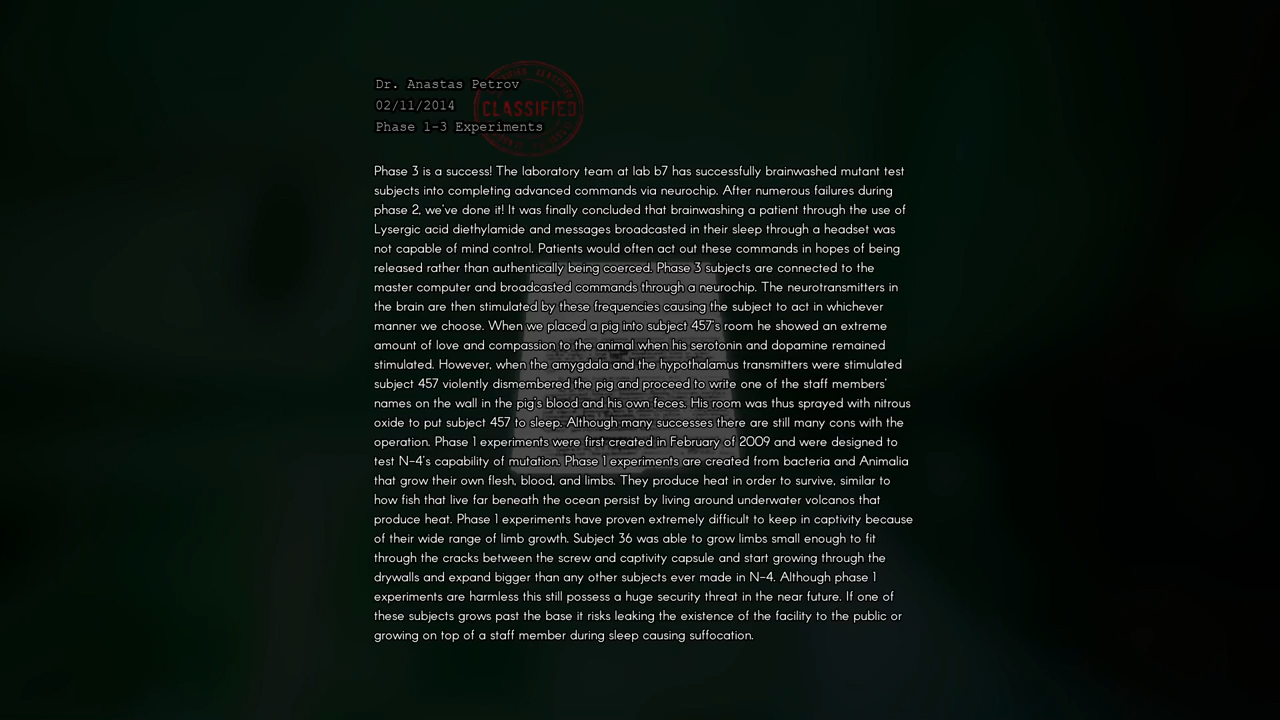 Dr. Anastas Petrov
02/11/2014
CLASSIFIED
Phase 1-3 Experiments
Phase 3 is a success! The laboratory team at lab b7 has successfully brainwashed mutant test
subjects into completing advanced commands via neurochip. After numerous failures during
phase 2, we've done it! It was finally concluded that brainwashing a patient through the use of
Lysergic acid diethylamide and messages broadcasted in their sleep through a headset was
not capable of mind control. Patients would often act out these commands in hopes of being
released rather than authentically being coerced. Phase 3 subjects are connected to the
master computer and broadcasted commands through a neurochip. The neurotransmitters in
the brain are then stimulated by these frequencies causing the subject to act in whichever
manner we choose. When we placed a pig into subject 457's room he showed an extreme
amount of love and compassion to the animal when his serotonin and dopamine remained
stimulated. However, when the amygdala and the hypothalamus transmitters were stimulated
subject 457 violently dismembered the pig and proceed to write one of the staff members'
names on the wall in the pig's blood and his own feces. His room was thus sprayed with nitrous
oxide to put subject 457 to sleep. Although many successes there are still many cons with the
operation. Phase 1 experiments were first created in February of 2009 and were designed to
test N-4's capability of mutation. Phase 1 experiments are created from bacteria and Animalia
that grow their own flesh, blood, and limbs. They produce heat in order to survive, similar to
how fish that live far beneath the ocean persist by living around underwater volcanos that
produce heat. Phase 1 experiments have proven extremely difficult to keep in captivity because
of their wide range of limb growth. Subject 36 was able to grow limbs small enough to fit
through the cracks between the screw and captivity capsule and start growing through the
drywalls and expand bigger than any other subjects ever made in N-4. Although phase 1
experiments are harmless this still possess a huge security threat in the near future. If one of
these subjects grows past the base it risks leaking the existence of the facility to the public or
growing on top of a staff member during sleep causing suffocation.